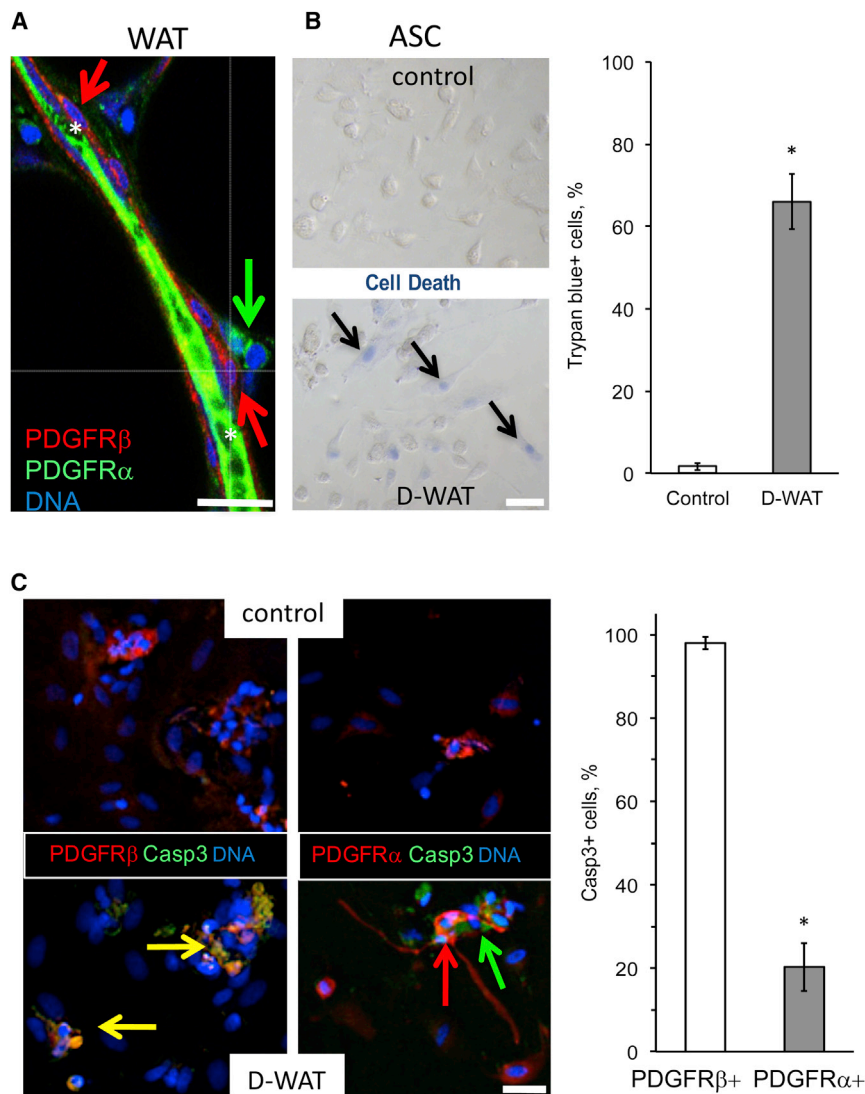 A
WAT
*
*
PDGFRβ
PDGFRα
DNA
B
ASC
control
Cell Death
D-WAT
Trypan blue+ cells, %
100
80
60
40
20
0
*
Control D-WAT
C
control
PDGFRβ Casp3 DNA
PDGFRα Casp3 DNA
D-WAT
Casp3+ cells, %
100
80
60
40
20
0
*
PDGFRβ+ PDGFRα+